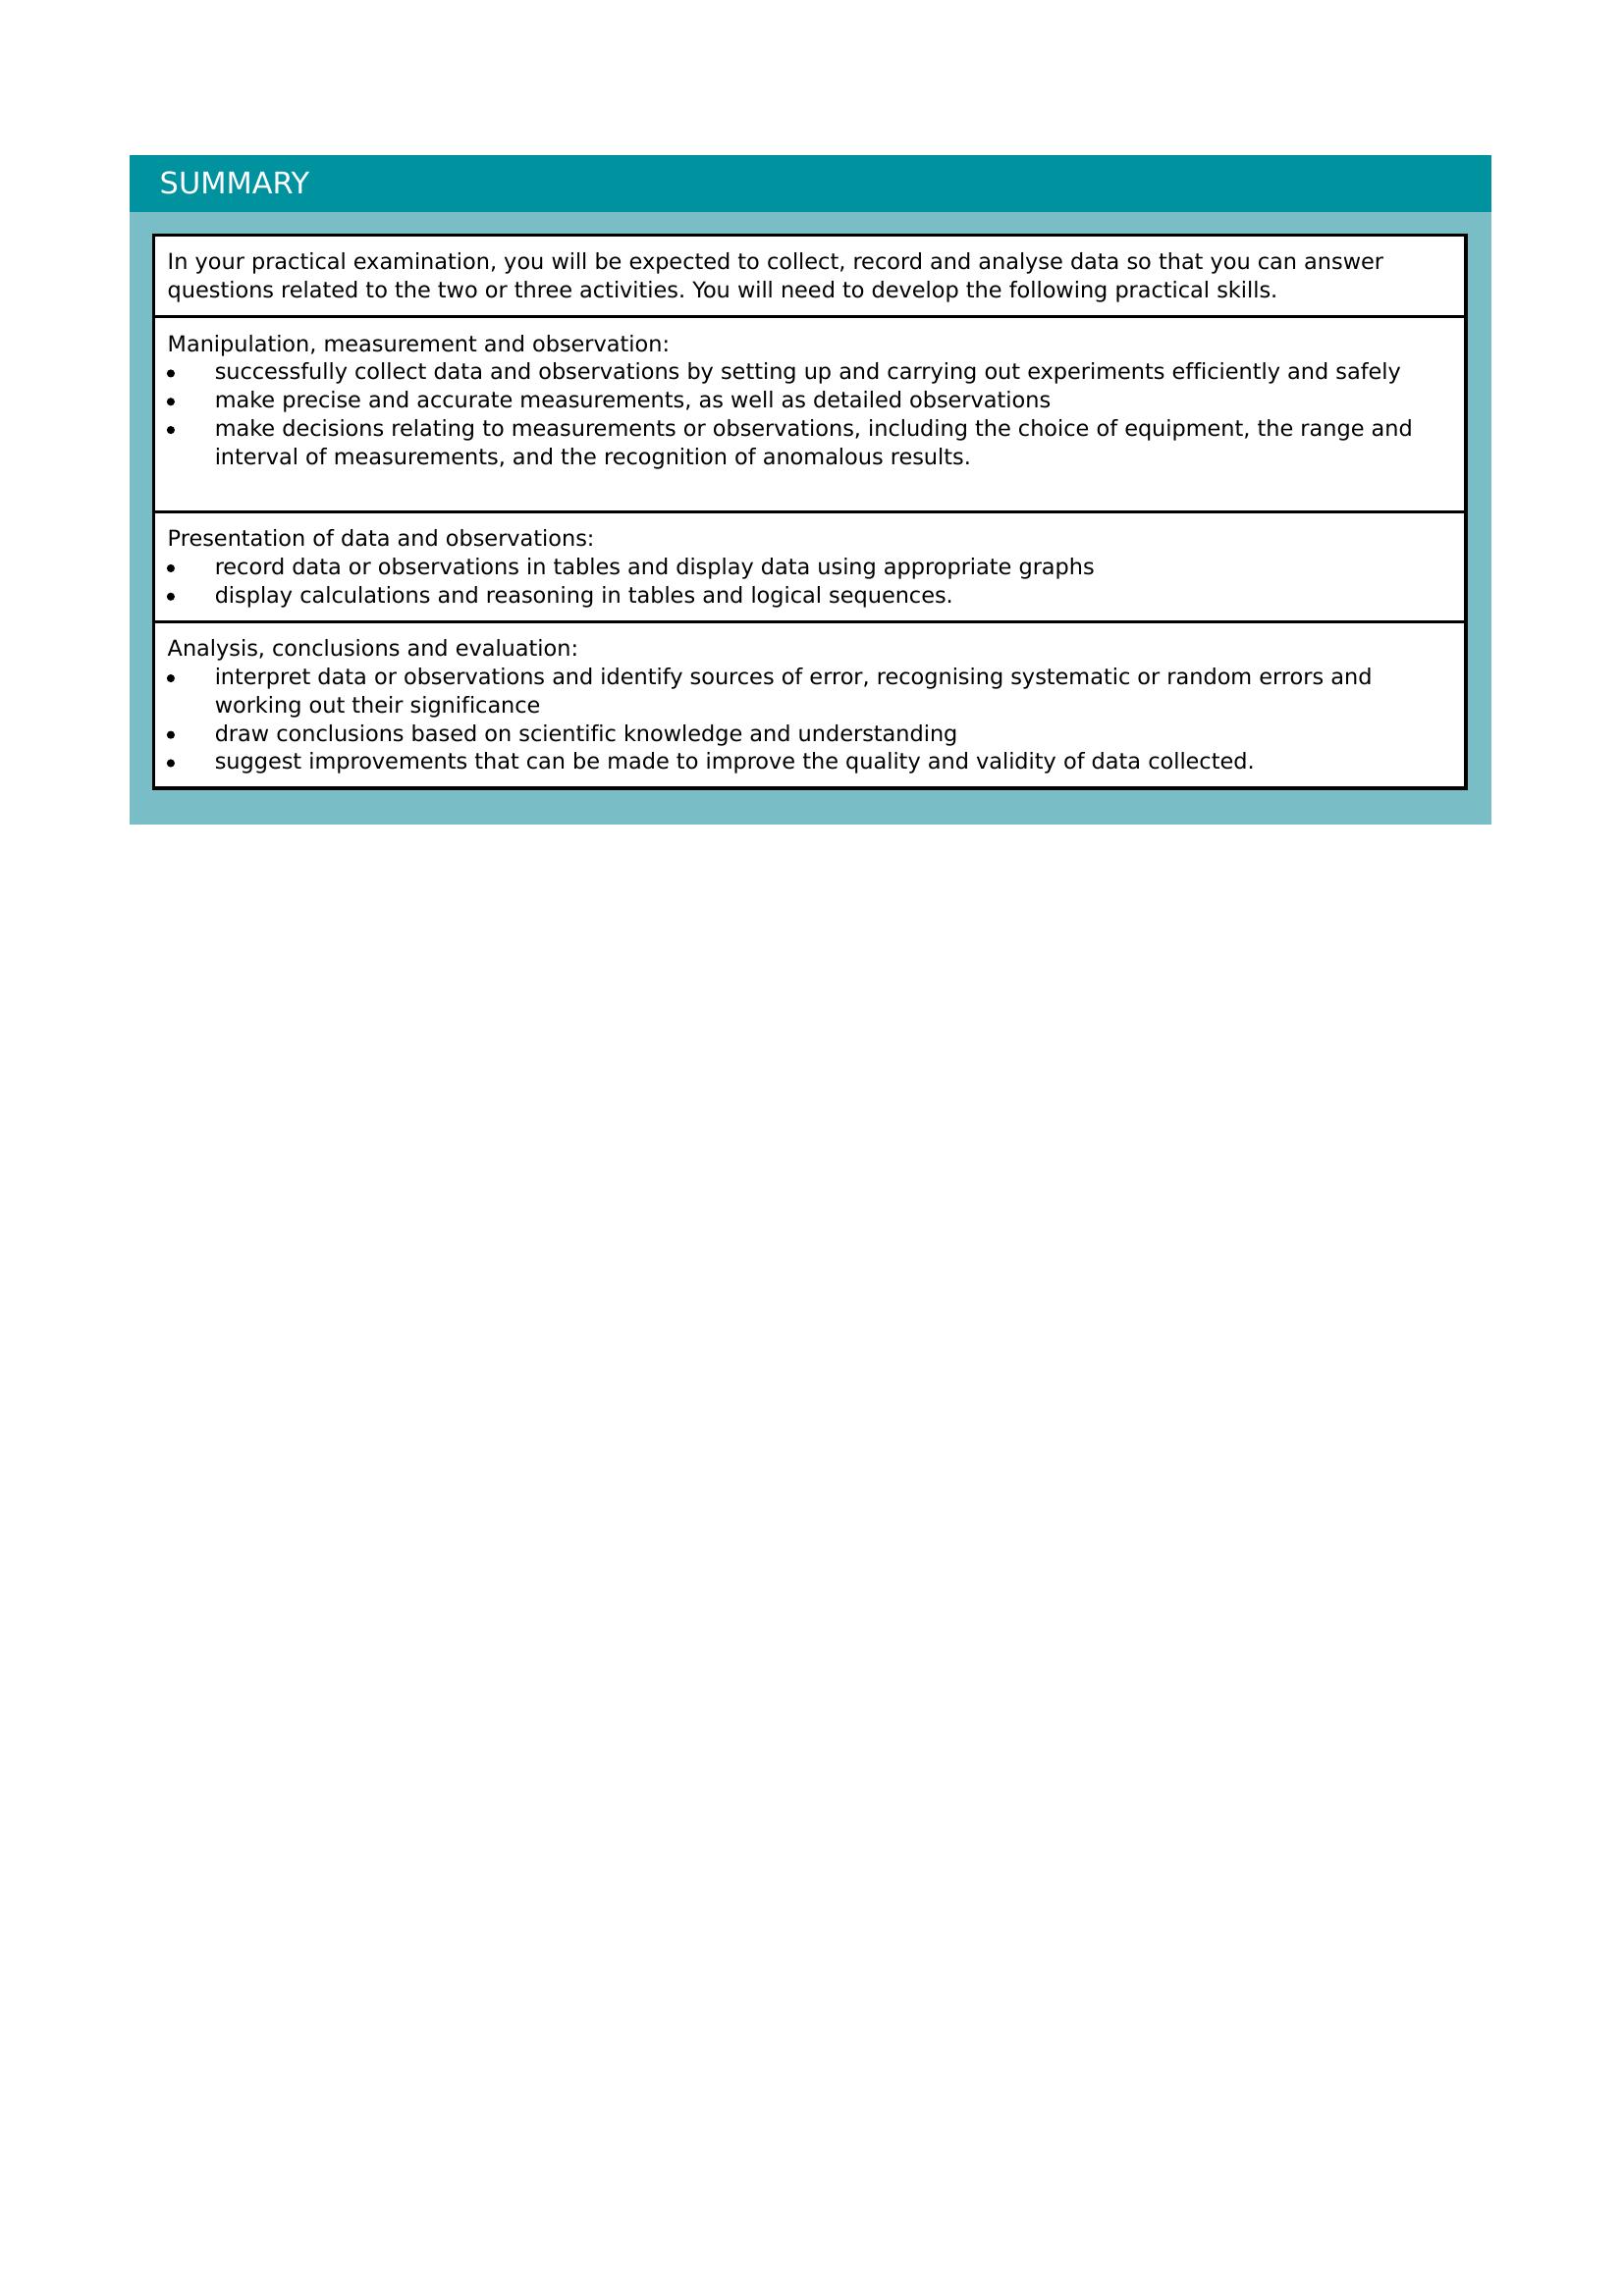 SUMMARY
In your practical examination, you will be expected to collect, record and analyse data so that you can answer
questions related to the two or three activities. You will need to develop the following practical skills.
Manipulation, measurement and observation:
• successfully collect data and observations by setting up and carrying out experiments efficiently and safely
• make precise and accurate measurements, as well as detailed observations
• make decisions relating to measurements or observations, including the choice of equipment, the range and
interval of measurements, and the recognition of anomalous results.
Presentation of data and observations:
• record data or observations in tables and display data using appropriate graphs
• display calculations and reasoning in tables and logical sequences.
Analysis, conclusions and evaluation:
• interpret data or observations and identify sources of error, recognising systematic or random errors and
working out their significance
• draw conclusions based on scientific knowledge and understanding
• suggest improvements that can be made to improve the quality and validity of data collected.